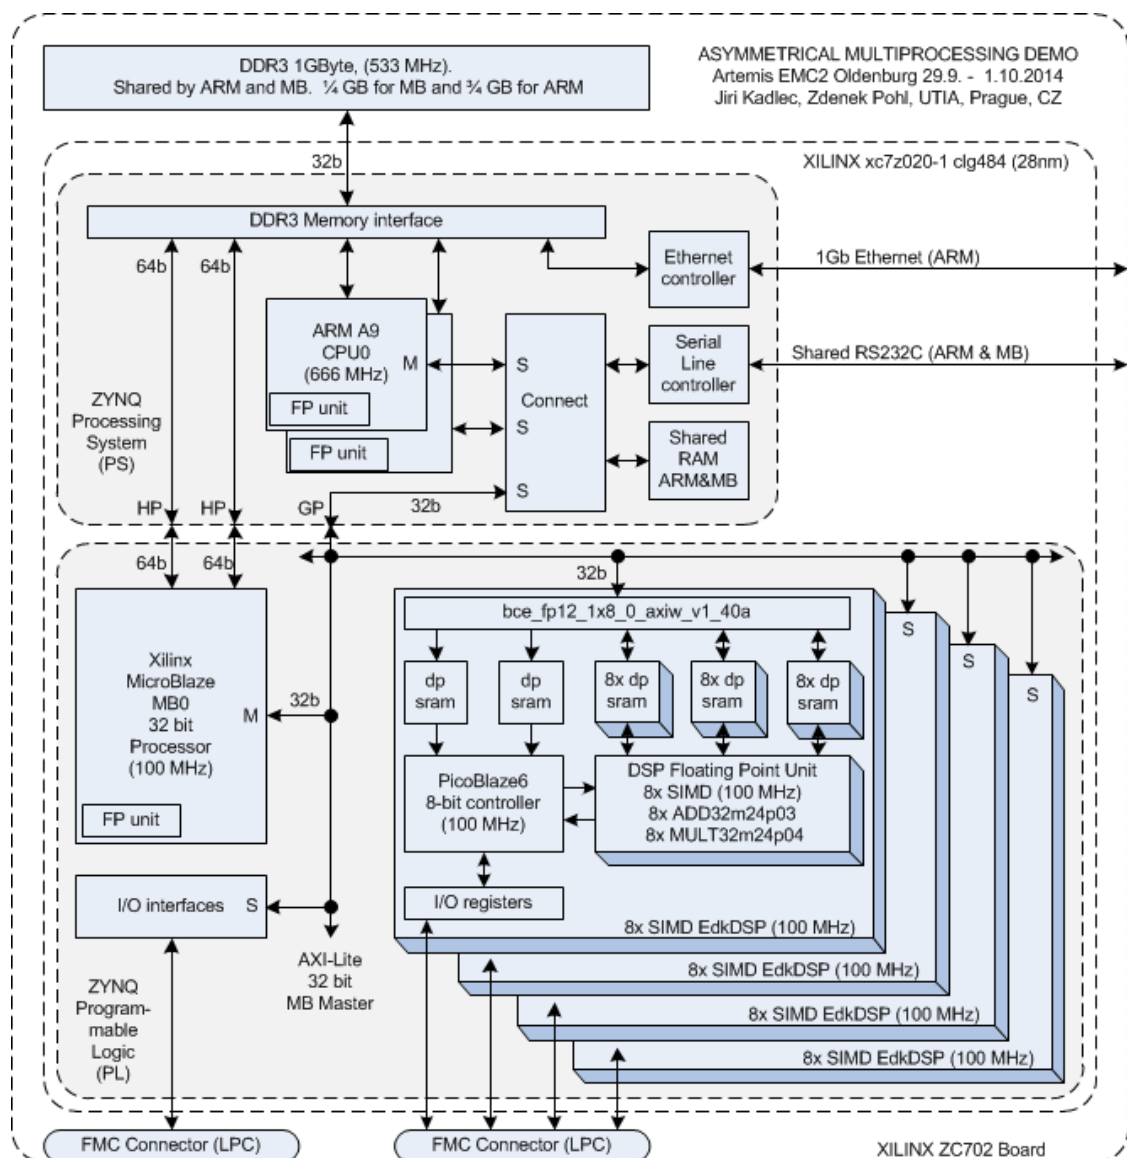 DDR3 1GByte, (533 MHz).
Shared by ARM and MB. ¼ GB for MB and ¾ GB for ARM
ASYMMETRICAL MULTIPROCESSING DEMO
Artemis EMC2 Oldenburg 29.9. - 1.10.2014
Jiri Kadlec, Zdenek Pohl, UTIA, Prague, CZ
32b
XILINX xc7z020-1 clg484 (28nm)
DDR3 Memory interface
64b
64b
Ethernet
controller
1Gb Ethernet (ARM)
ARM A9
CPU0
(666 MHz)
M
FP unit
FP unit
S
Connect
S
S
Serial
Line
controller
Shared RS232C (ARM & MB)
Shared
RAM
ARM&MB
ZYNQ
Processing
System
(PS)
HP
HP
GP
32b
64b
64b
32b
Xilinx
MicroBlaze
MB0
32 bit
Processor
(100 MHz)
M
FP unit
32b
bce_fp12_1x8_0_axiw_v1_40a
dp
sram
dp
sram
8x dp
sram
8x dp
sram
8x dp
sram
S
S
S
PicoBlaze6
8-bit controller
(100 MHz)
DSP Floating Point Unit
8x SIMD (100 MHz)
8x ADD32m24p03
8x MULT32m24p04
I/O registers
8x SIMD EdkDSP (100 MHz)
8x SIMD EdkDSP (100 MHz)
8x SIMD EdkDSP (100 MHz)
8x SIMD EdkDSP (100 MHz)
I/O interfaces
S
AXI-Lite
32 bit
MB Master
ZYNQ
Program-
mable
Logic
(PL)
FMC Connector (LPC)
FMC Connector (LPC)
XILINX ZC702 Board